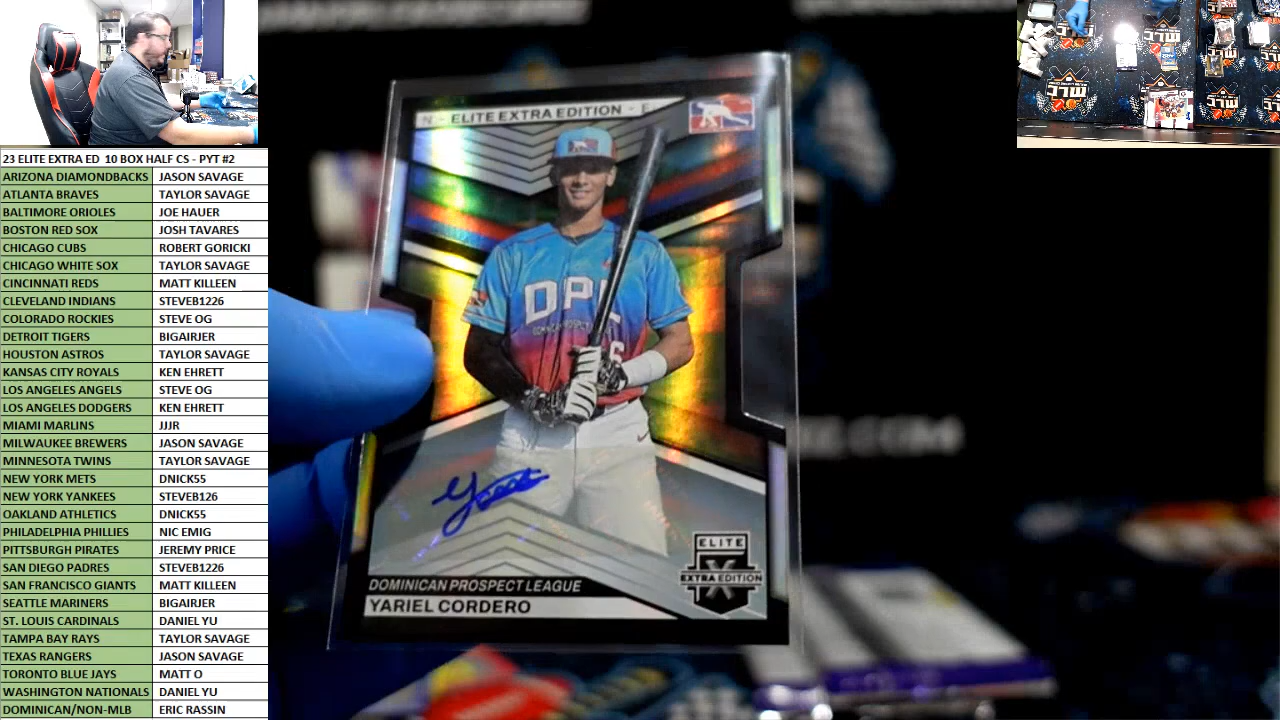 23 ELITE EXTRA ED 10 BOX HALF CS - PYT #2
ARIZONA DIAMONDBACKS JASON SAVAGE
ATLANTA BRAVES TAYLOR SAVAGE
BALTIMORE ORIOLES JOE HAUER
BOSTON RED SOX JOSH TAVARES
CHICAGO CUBS ROBERT GORICKI
CHICAGO WHITE SOX TAYLOR SAVAGE
CINCINNATI REDS MATT KILLEEN
CLEVELAND INDIANS STEVEB1226
COLORADO ROCKIES STEVE OG
DETROIT TIGERS BIGAIRJER
HOUSTON ASTROS TAYLOR SAVAGE
KANSAS CITY ROYALS KEN EHRETT
LOS ANGELES ANGELS STEVE OG
LOS ANGELES DODGERS KEN EHRETT
MIAMI MARLINS JJJR
MILWAUKEE BREWERS JASON SAVAGE
MINNESOTA TWINS TAYLOR SAVAGE
NEW YORK METS DNICK55
NEW YORK YANKEES STEVEB126
OAKLAND ATHLETICS DNICK55
PHILADELPHIA PHILLIES NIC EMIG
PITTSBURGH PIRATES JEREMY PRICE
SAN DIEGO PADRES STEVEB1226
SAN FRANCISCO GIANTS MATT KILLEEN
SEATTLE MARINERS BIGAIRJER
ST. LOUIS CARDINALS DANIEL YU
TAMPA BAY RAYS TAYLOR SAVAGE
TEXAS RANGERS JASON SAVAGE
TORONTO BLUE JAYS MATT O
WASHINGTON NATIONALS DANIEL YU
DOMINICAN/NON-MLB ERIC RASSIN
N - ELITE EXTRA EDITION - E
DPL
6
ELITE
X
EXTRA EDITION
DOMINICAN PROSPECT LEAGUE
YARIEL CORDERO
.COM
MLC
MLC